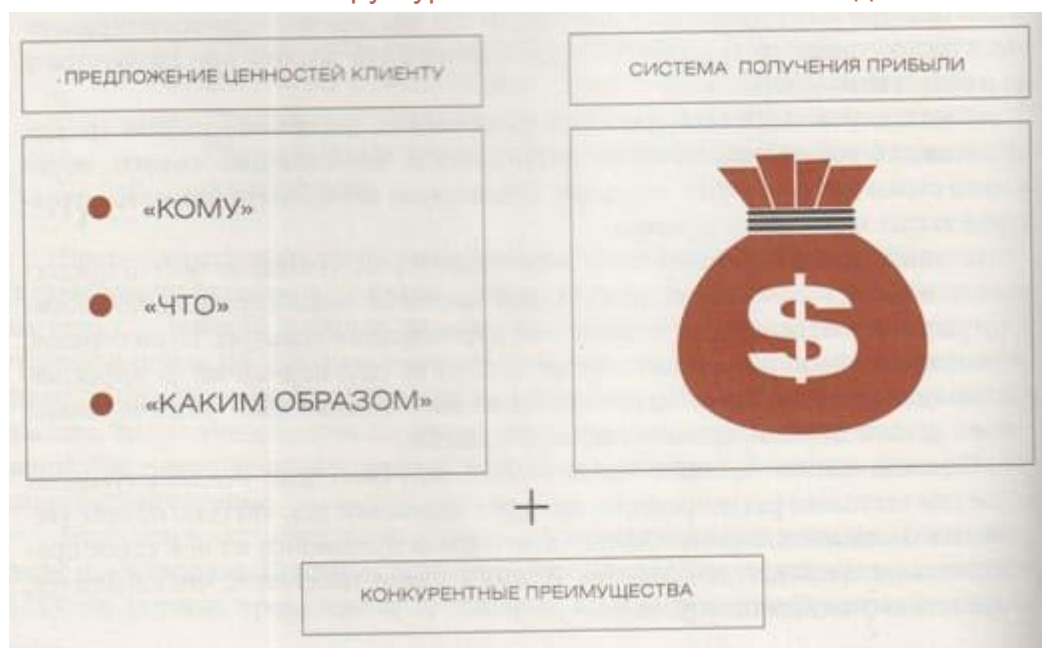 ПРЕДЛОЖЕНИЕ ЦЕННОСТЕЙ КЛИЕНТУ
СИСТЕМА ПОЛУЧЕНИЯ ПРИБЫЛИ
«КОМУ»
«ЧТО»
«КАКИМ ОБРАЗОМ»
$
+
КОНКУРЕНТНЫЕ ПРЕИМУЩЕСТВА